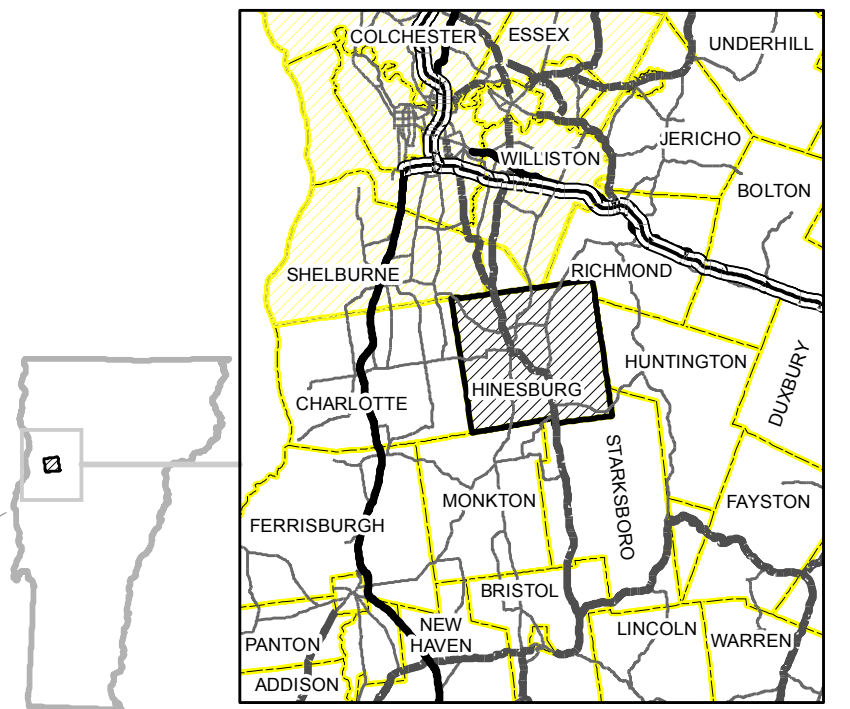 COLCHESTER
ESSEX
UNDERHILL
JERICHO
WILLISTON
BOLTON
SHELBURNE
RICHMOND
HUNTINGTON
DUXBURY
HINESBURG
CHARLOTTE
STARKSBORO
MONKTON
FAYSTON
FERRISBURGH
BRISTOL
NEW
HAVEN
LINCOLN
WARREN
PANTON
ADDISON